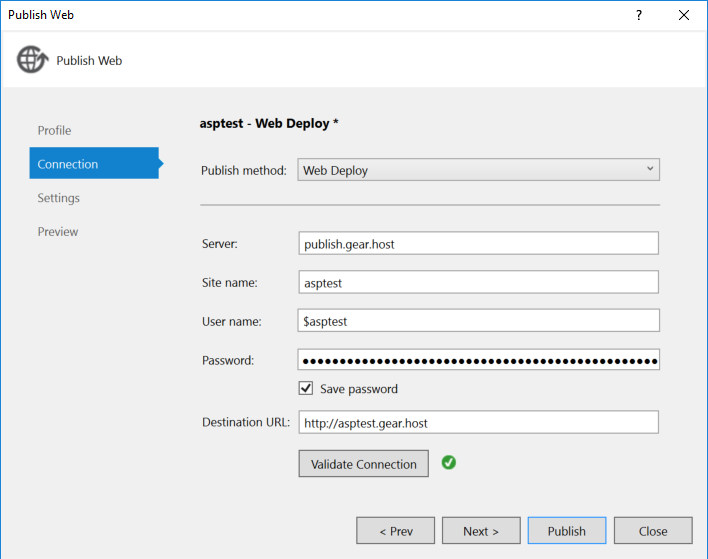 Publish Web
?
Publish Web
Profile
Connection
Settings
Preview
asptest - Web Deploy *
Publish method: Web Deploy
Server: publish.gear.host
Site name: asptest
User name: $asptest
Password: ●●●●●●●●●●●●●●●●●●●●●●●●●●●●●●●●●●●●●●●●●●●●●●●
Save password
Destination URL: http://asptest.gear.host
Validate Connection
< Prev Next > Publish Close